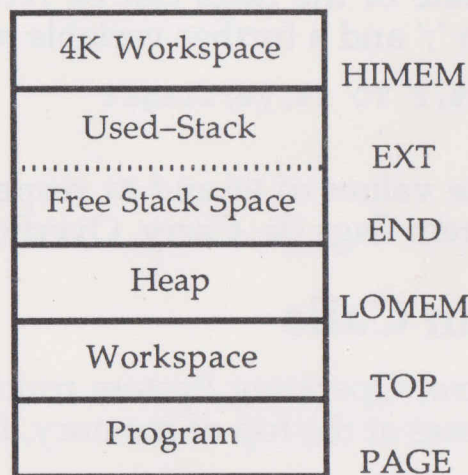 4K Workspace
HIMEM
Used–Stack
EXT
Free Stack Space
END
Heap
LOMEM
Workspace
TOP
Program
PAGE